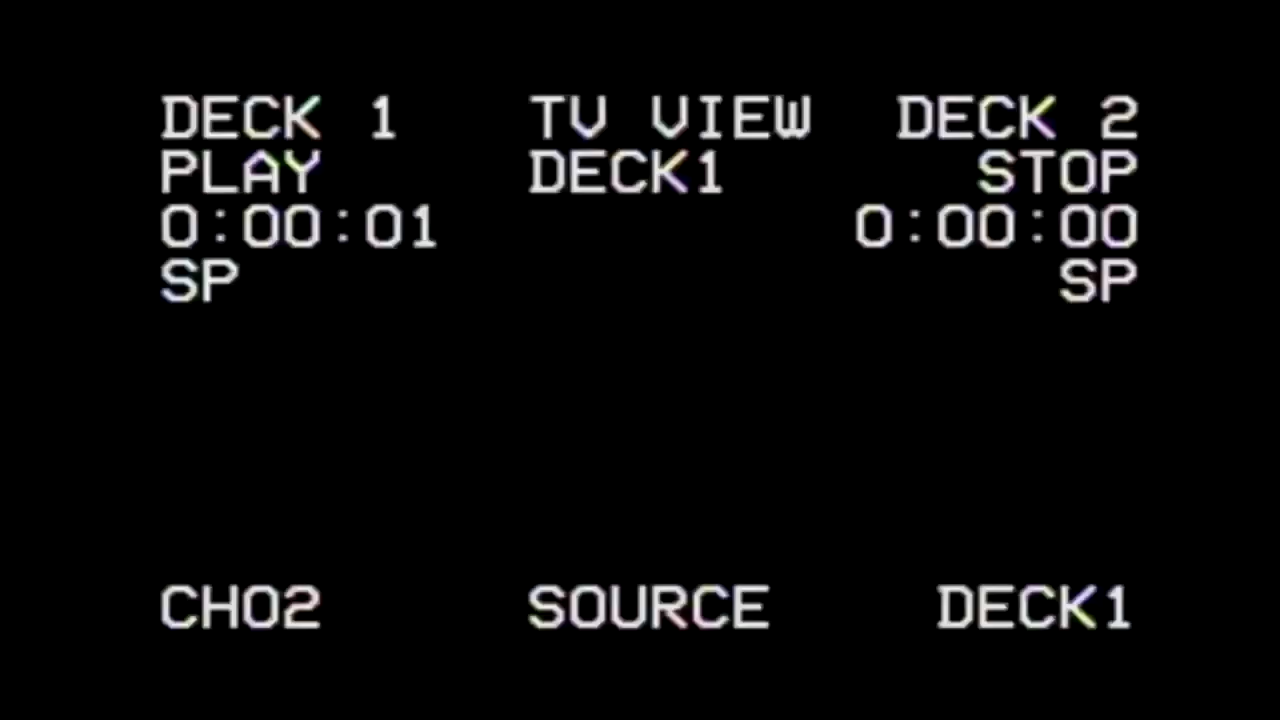 DECK 1 TV VIEW DECK 2
PLAY DECK1 STOP
0:00:01 0:00:00
SP SP
CH02 SOURCE DECK1